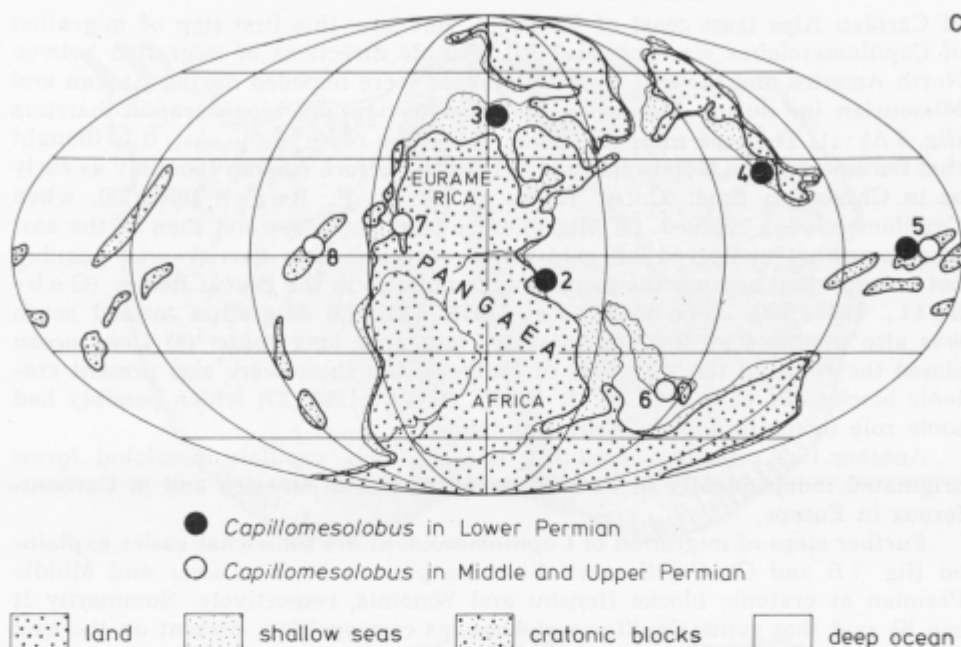 C
3
EURAME
RICA
4
7
5
8
2
PANGAEA
AFRICA
6
Capillomesolobus in Lower Permian
Capillomesolobus in Middle and Upper Permian
land
shallow seas
cratonic blocks
deep ocean